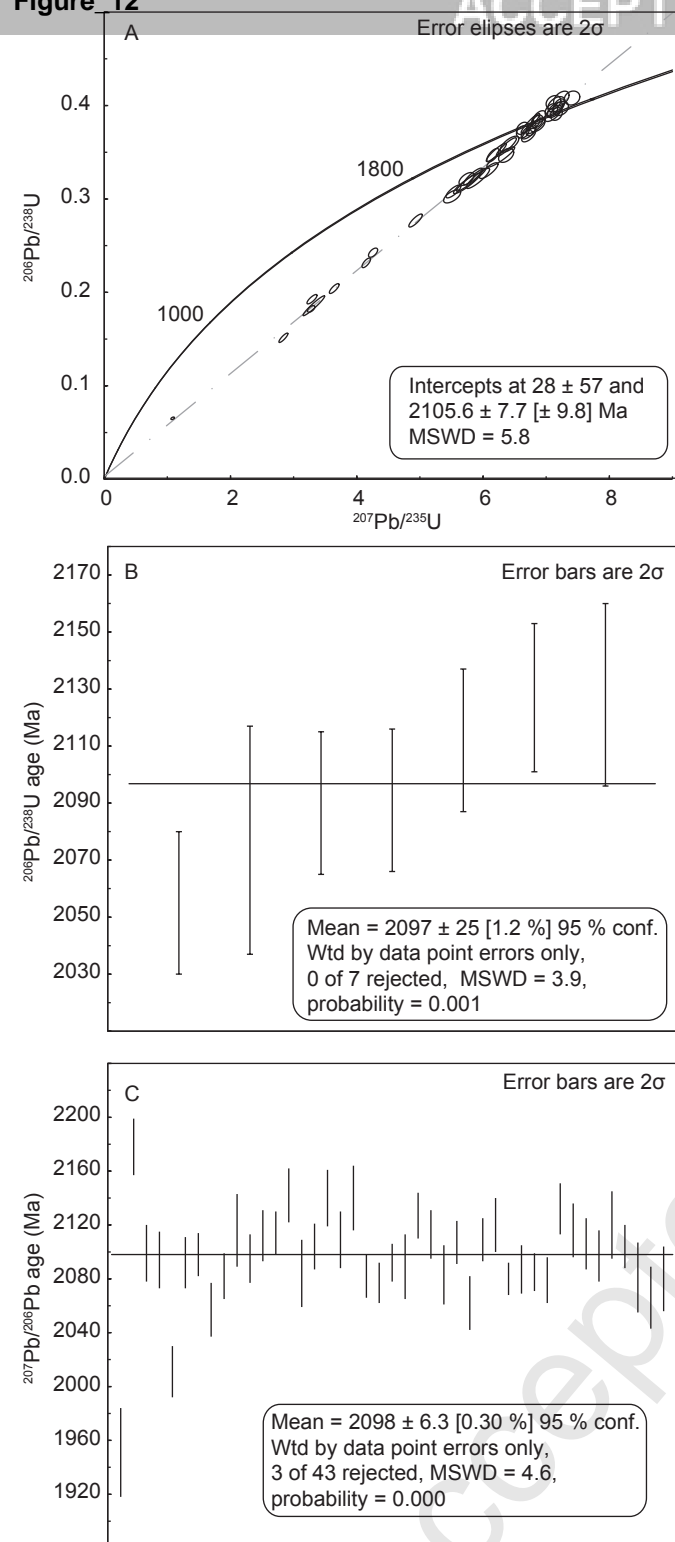 Figure 12
ACCEPT
A
Error elipses are 2σ
0.4
1800
0.3
206Pb/238U
0.2
1000
0.1
Intercepts at 28 ± 57 and
2105.6 ± 7.7 [± 9.8] Ma
MSWD = 5.8
0.0
0 2 4 6 8
207Pb/235U
B
Error bars are 2σ
2170
2150
2130
2110
2090
2070
2050
2030
206Pb/238U age (Ma)
Mean = 2097 ± 25 [1.2 %] 95 % conf.
Wtd by data point errors only,
0 of 7 rejected, MSWD = 3.9,
probability = 0.001
C
Error bars are 2σ
2200
2160
2120
2080
2040
2000
1960
1920
207Pb/206Pb age (Ma)
Mean = 2098 ± 6.3 [0.30 %] 95 % conf.
Wtd by data point errors only,
3 of 43 rejected, MSWD = 4.6,
probability = 0.000
ccepte